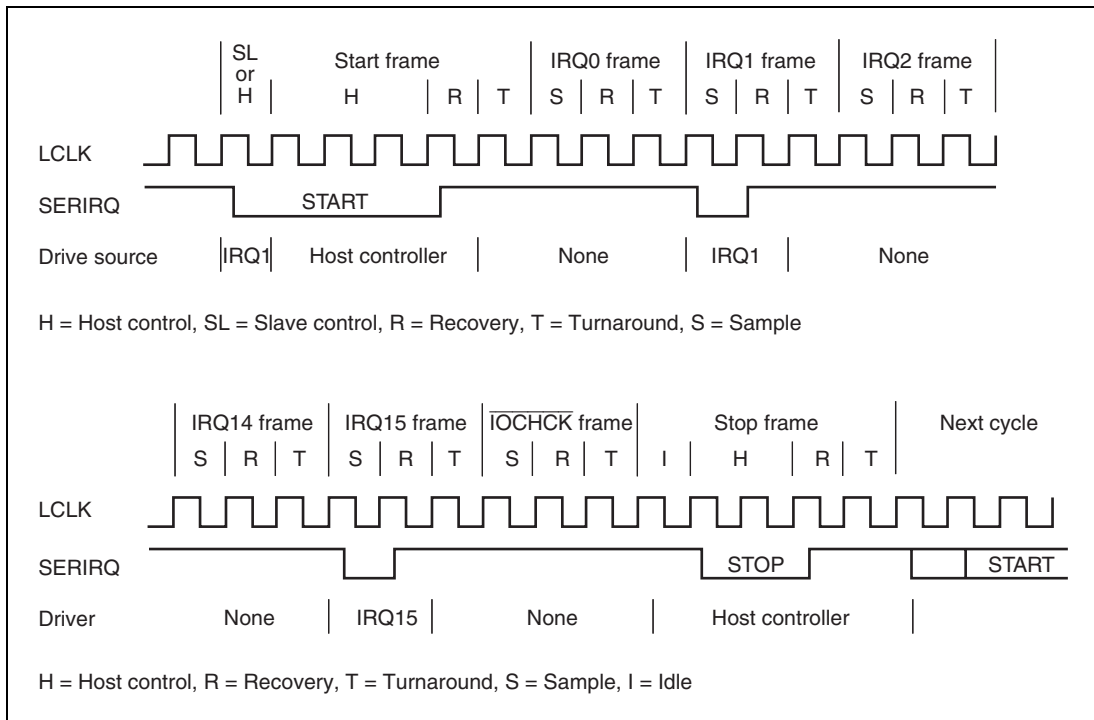 SL or H Start frame IRQ0 frame IRQ1 frame IRQ2 frame
H R T S R T S R T S R T
LCLK
SERIRQ START
Drive source IRQ1 Host controller None IRQ1 None
H = Host control, SL = Slave control, R = Recovery, T = Turnaround, S = Sample
IRQ14 frame IRQ15 frame IOCHCK frame Stop frame Next cycle
S R T S R T S R T I H R T
LCLK
SERIRQ STOP START
Driver None IRQ15 None Host controller
H = Host control, R = Recovery, T = Turnaround, S = Sample, I = Idle